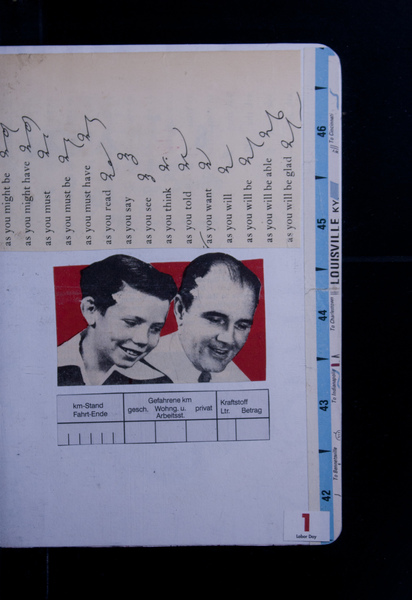 as you might be
as you might have
as you must
as you must be
as you must have
as you read
as you say
as you see
as you think
as you told
as you want
as you will
as you will be
as you will be able
as you will be glad
km-Stand
Fahrt-Ende
Gefahrene km
gesch. Wohng. u. Arbeitsst. privat
Kraftstoff
Ltr. Betrag
46
45
44
43
42
To Cincinnati
LOUISVILLE KY.
To Indianapolis
1
Labor Day